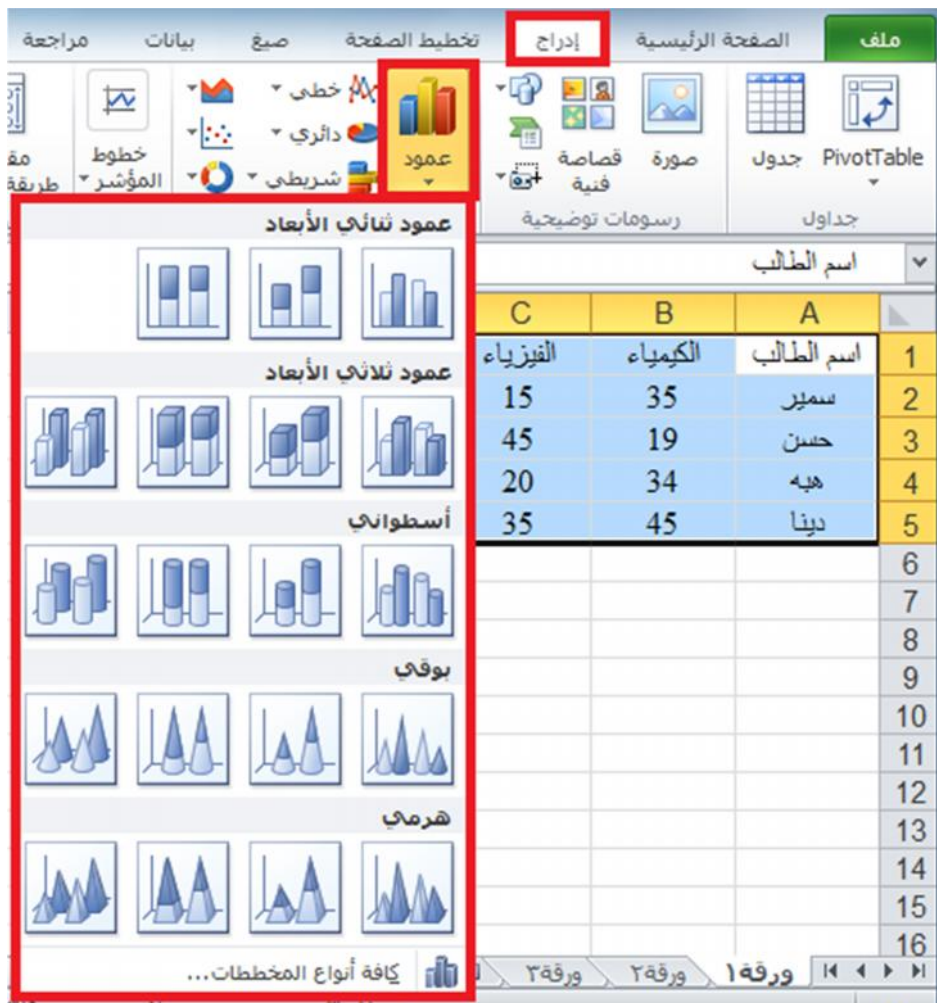 ملف الصفحة الرئيسية إدراج تخطيط الصفحة صيغ بيانات مراجعة
PivotTable جدول صورة قصاصة فنية عمود خطي دائري شريطي خطوط المؤشر
جداول رسومات توضيحية
اسم الطالب
عمود ثنائي الأبعاد
عمود ثلاثي الأبعاد
أسطواني
بوقي
هرمي
كافة أنواع المخططات...
A B C
1 اسم الطالب الكيمياء الفيزياء
2 سمير 35 15
3 حسن 19 45
4 هبه 34 20
5 دينا 45 35
6
7
8
9
10
11
12
13
14
15
16
ورقة١ ورقة٢ ورقة٣